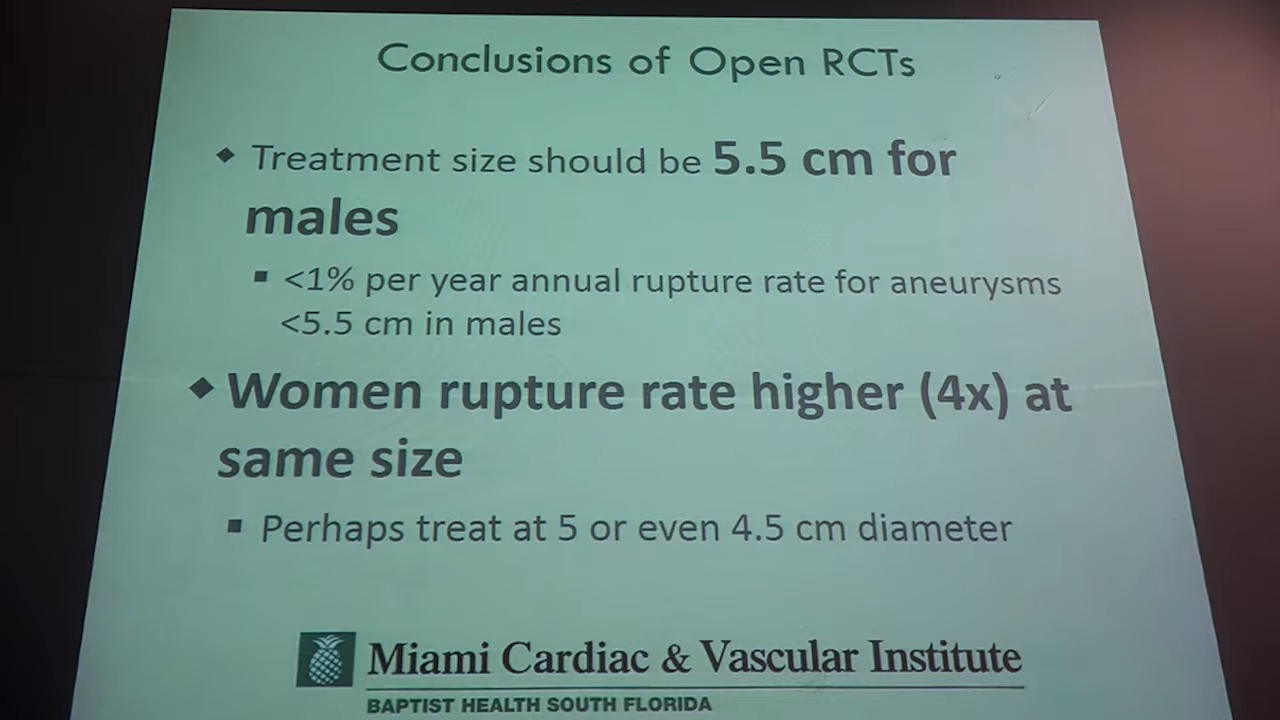 Conclusions of Open RCTs
◆ Treatment size should be 5.5 cm for
males
▪ <1% per year annual rupture rate for aneurysms
<5.5 cm in males
◆ Women rupture rate higher (4x) at
same size
▪ Perhaps treat at 5 or even 4.5 cm diameter
Miami Cardiac & Vascular Institute
BAPTIST HEALTH SOUTH FLORIDA